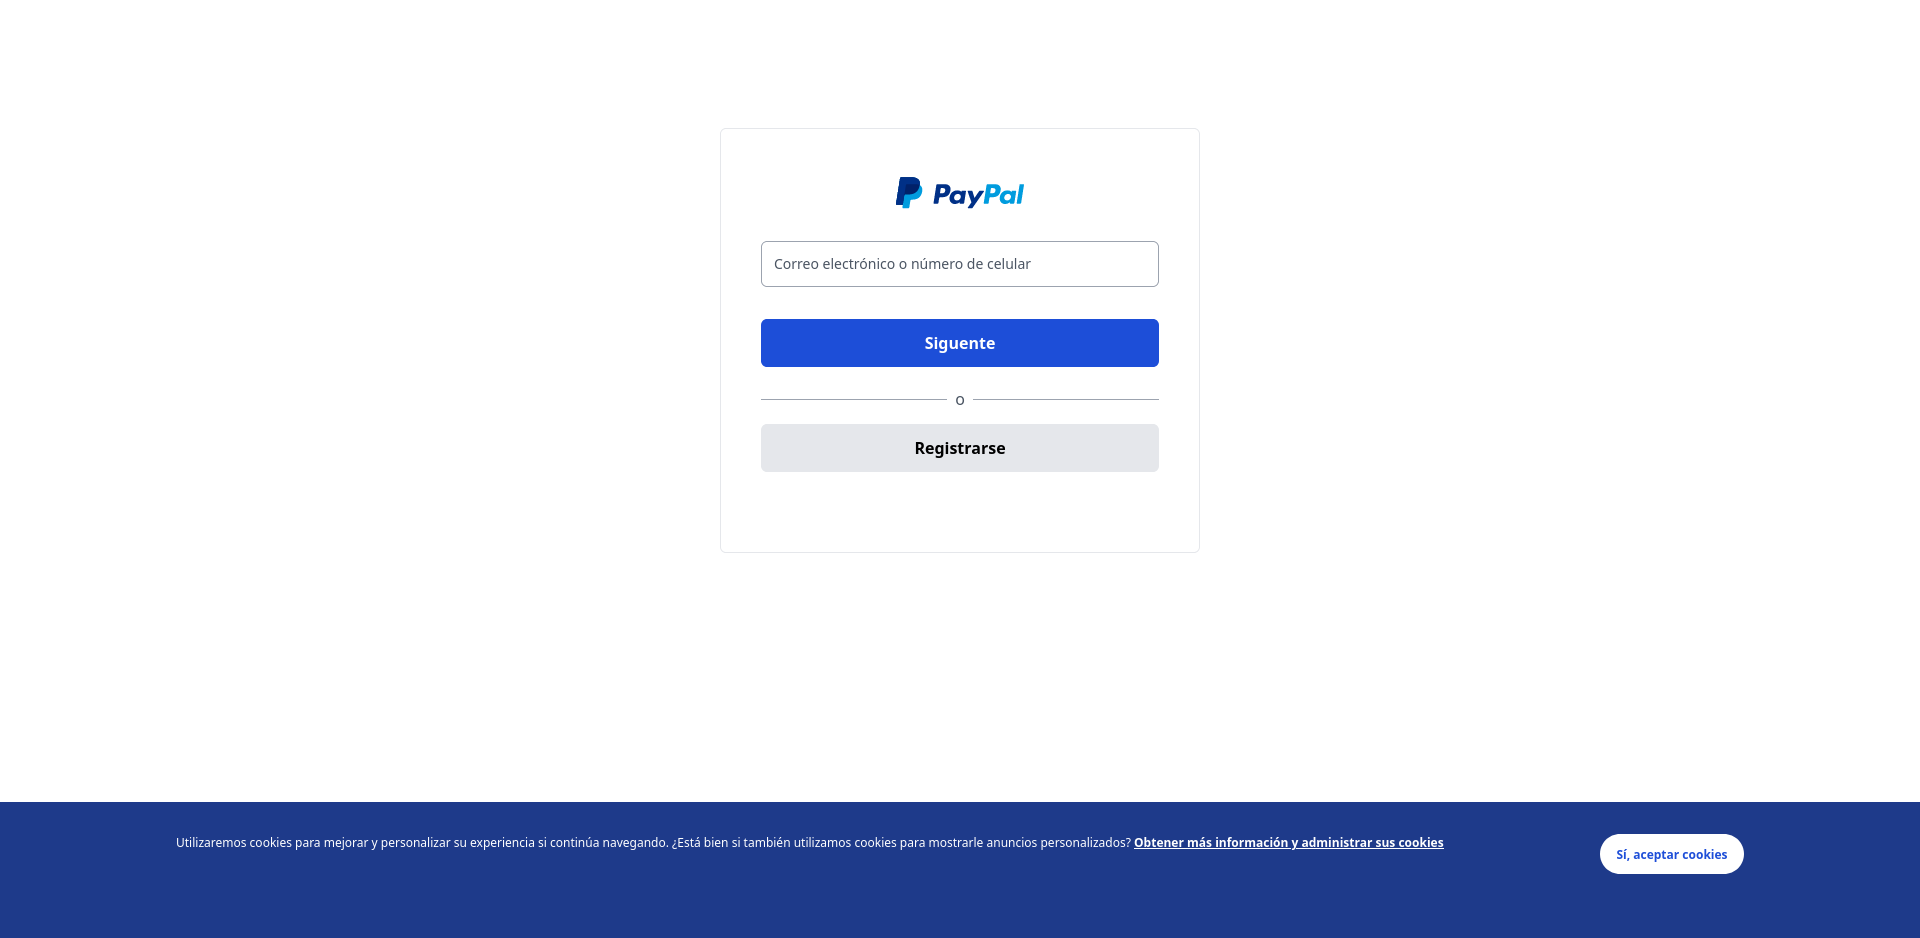 PayPal
Correo electrónico o número de celular
Siguente
o
Registrarse
Utilizaremos cookies para mejorar y personalizar su experiencia si continúa navegando. ¿Está bien si también utilizamos cookies para mostrarle anuncios personalizados? Obtener más información y administrar sus cookies
Sí, aceptar cookies